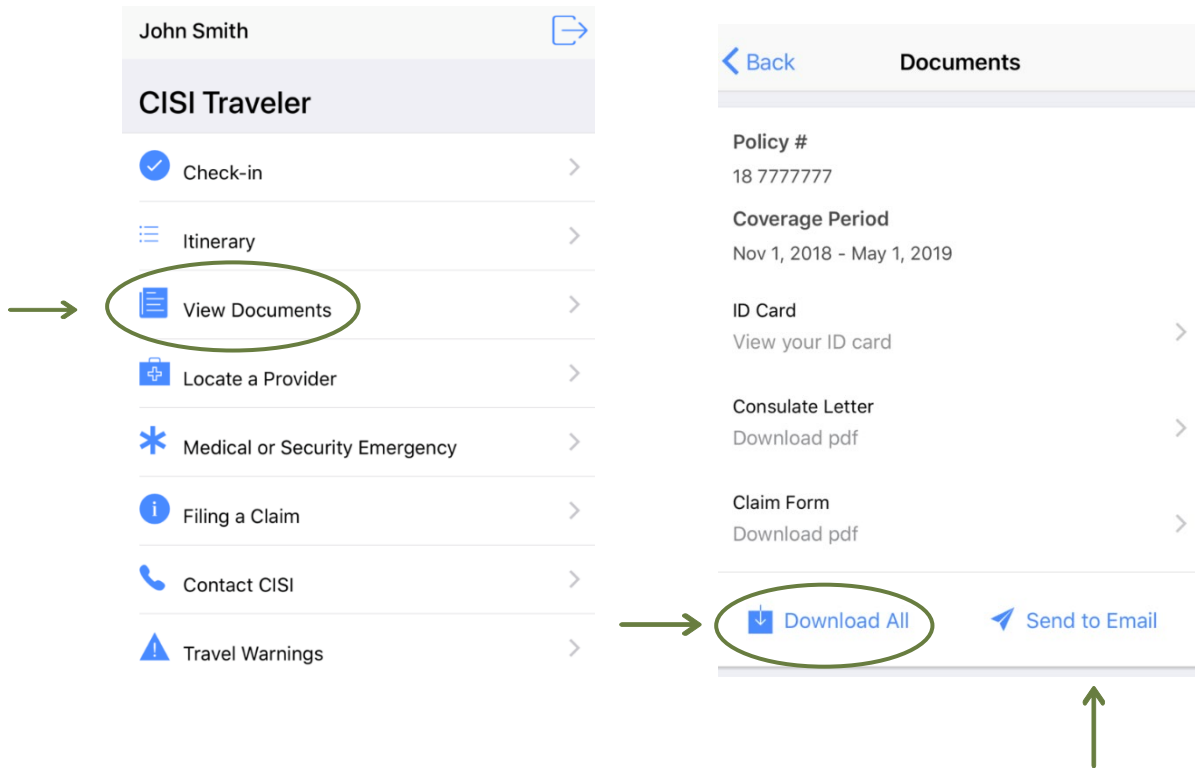 John Smith
CISI Traveler
Check-in
Itinerary
View Documents
Locate a Provider
Medical or Security Emergency
Filing a Claim
Contact CISI
Travel Warnings
Back
Documents
Policy #
18 7777777
Coverage Period
Nov 1, 2018 - May 1, 2019
ID Card
View your ID card
Consulate Letter
Download pdf
Claim Form
Download pdf
Download All
Send to Email